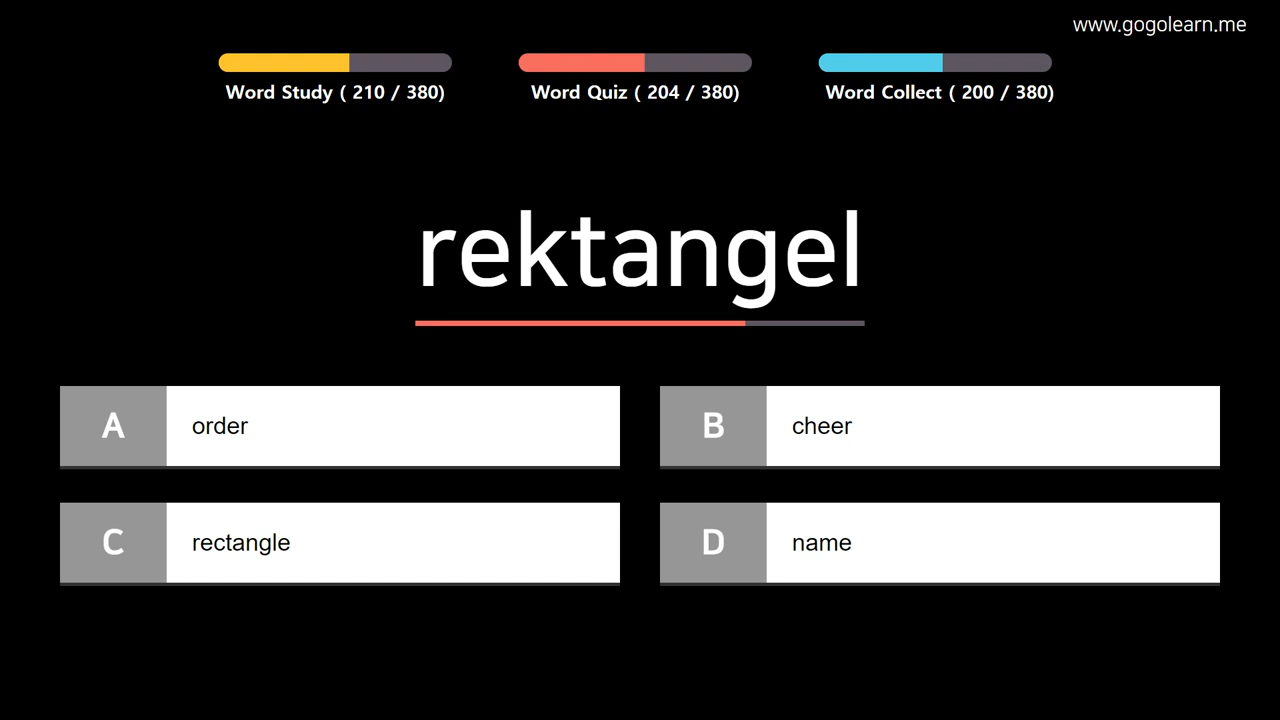 www.gogolearn.me
Word Study ( 210 / 380)
Word Quiz ( 204 / 380)
Word Collect ( 200 / 380)
rektangel
A order
B cheer
C rectangle
D name